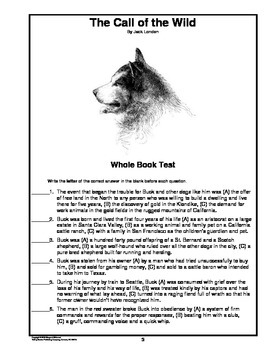 The Call of the Wild
By Jack London
Whole Book Test
Write the letter of the correct answer in the blank before each question.
1. The event that began the trouble for Buck and other dogs like him was (A) the offer
of free land in the North to any person who was willing to build a dwelling and live
there for five years, (B) the discovery of gold in the Klondike, (C) the demand for
work animals in the gold fields in the rugged mountains of California.
2. Buck was born and lived the first four years of his life (A) as an aristocrat on a large
estate in Santa Clara Valley, (B) as a working animal and family pet on a California
cattle ranch, (C) with a family in San Francisco as the children's guardian and pet.
3. Buck was (A) a hundred forty pound offspring of a St. Bernard and a Scotch
shepherd, (B) a large wolf-hound who ruled over all the other dogs in the city, (C) a
pure bred shepherd built for running and herding.
4. Buck was stolen from his owner by (A) a man who had tried unsuccessfully to buy
him, (B) and sold for gambling money, (C) and sold to a cattle baron who intended
to take him to Texas.
5. During his journey by train to Seattle, Buck (A) was consumed with grief over the
loss of his family and his way of life, (B) was treated kindly by his captors and had
no warning of what lay ahead, (C) turned into a raging fiend full of wrath so that his
former owner wouldn't have recognized him.
6. The man in the red sweater broke Buck into obedience by (A) a system of firm
commands and rewards for the proper response, (B) beating him with a club,
(C) a gruff, commanding voice and a quick whip.
3